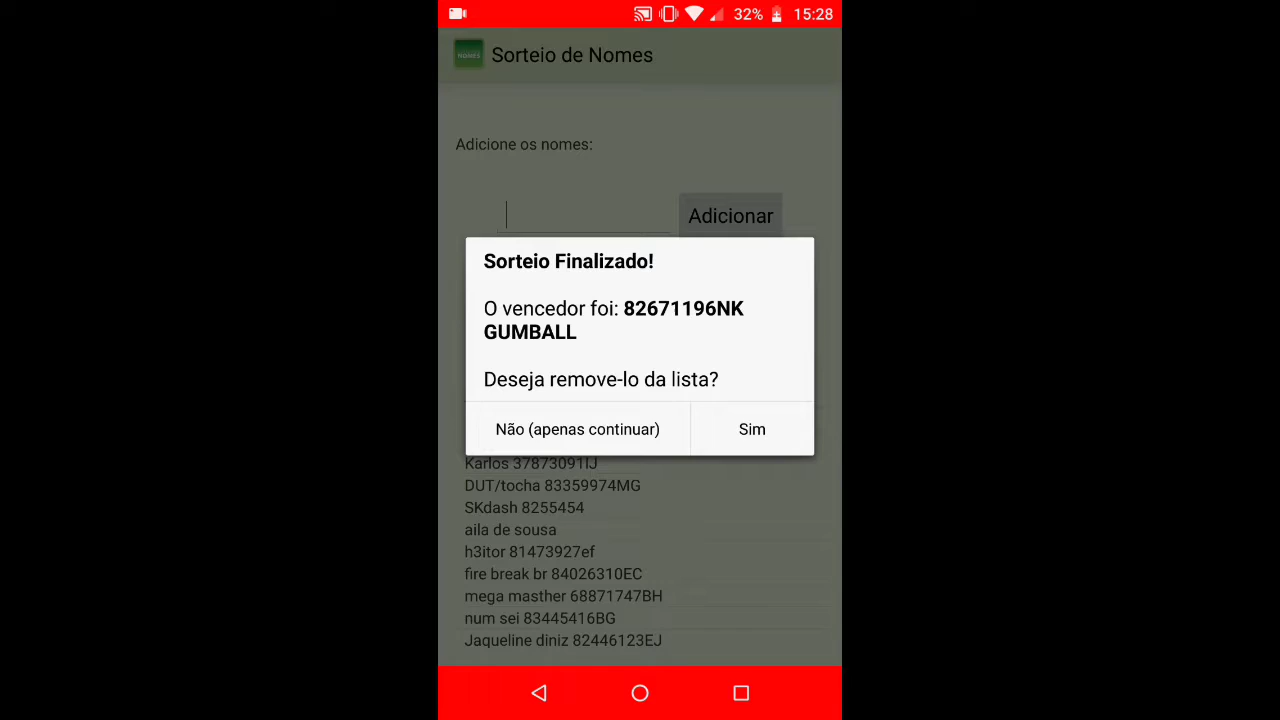 32% 15:28
NOMES Sorteio de Nomes
Adicione os nomes:
Adicionar
Sorteio Finalizado!
O vencedor foi: 82671196NK
GUMBALL
Deseja remove-lo da lista?
Não (apenas continuar) Sim
Karlos 37873091IJ
DUT/tocha 83359974MG
SKdash 8255454
aila de sousa
h3itor 81473927ef
fire break br 84026310EC
mega masther 68871747BH
num sei 83445416BG
Jaqueline diniz 82446123EJ